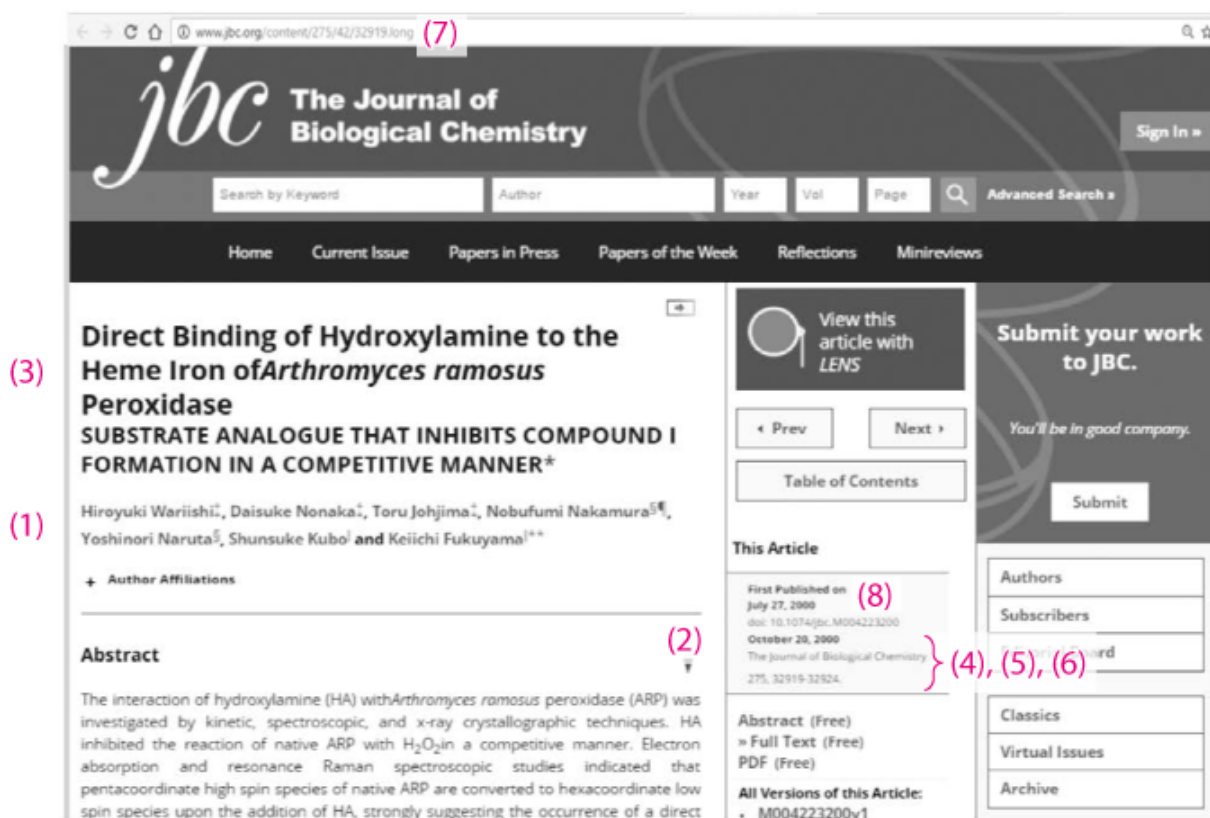 www.jbc.org/content/275/42/32919.long (7)
jbc The Journal of
Biological Chemistry
Sign In »
Search by Keyword Author Year Vol Page Advanced Search »
Home Current Issue Papers in Press Papers of the Week Reflections Minireviews
(3)
Direct Binding of Hydroxylamine to the
Heme Iron ofArthromyces ramosus
Peroxidase
SUBSTRATE ANALOGUE THAT INHIBITS COMPOUND I
FORMATION IN A COMPETITIVE MANNER*
(1)
Hiroyuki Wariishi‡, Daisuke Nonaka‡, Toru Johjima‡, Nobufumi Nakamura§¶,
Yoshinori Naruta§, Shunsuke Kubo| and Keiichi Fukuyama|**
+ Author Affiliations
(2)
Abstract
The interaction of hydroxylamine (HA) withArthromyces ramosus peroxidase (ARP) was
investigated by kinetic, spectroscopic, and x-ray crystallographic techniques. HA
inhibited the reaction of native ARP with H₂O₂in a competitive manner. Electron
absorption and resonance Raman spectroscopic studies indicated that
pentacoordinate high spin species of native ARP are converted to hexacoordinate low
spin species upon the addition of HA, strongly suggesting the occurrence of a direct
View this
article with
LENS
Prev Next
Table of Contents
This Article
First Published on
July 27, 2000 (8)
doi: 10.1074/jbc.M004223200
October 20, 2000
The Journal of Biological Chemistry
275, 32919-32924.
(4), (5), (6)
Abstract (Free)
» Full Text (Free)
PDF (Free)
All Versions of this Article:
• M004223200v1
Submit your work
to JBC.
You'll be in good company.
Submit
Authors
Subscribers
Board
Classics
Virtual Issues
Archive